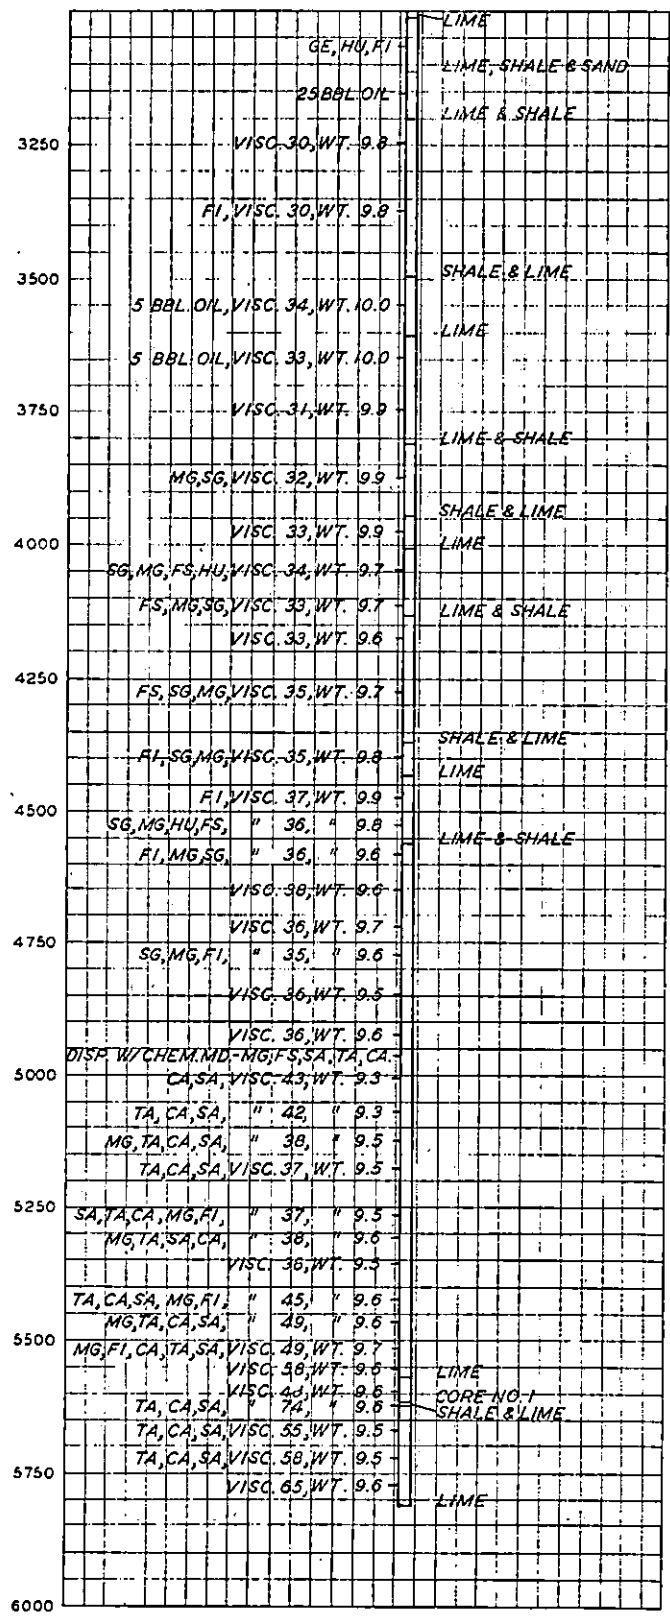 LIME
GE, HU, FI
LIME, SHALE & SAND
25 BBL. OIL
LIME & SHALE
3250 VISC. 30, WT. 9.8
FI, VISC. 30, WT. 9.8
SHALE & LIME
3500
5 BBL. OIL, VISC. 34, WT. 10.0
LIME
5 BBL. OIL, VISC. 33, WT. 10.0
3750 VISC. 31, WT. 9.9
LIME & SHALE
MG, SG, VISC. 32, WT. 9.9
SHALE & LIME
VISC. 33, WT. 9.9
4000 LIME
SG, MG, FS, HU, VISC. 34, WT. 9.7
FS, MG, SG, VISC. 33, WT. 9.7 LIME & SHALE
VISC. 33, WT. 9.6
4250
FS, SG, MG, VISC. 35, WT. 9.7
SHALE & LIME
FI, SG, MG, VISC. 35, WT. 9.8
LIME
FI, VISC. 37, WT. 9.9
4500
SG, MG, HU, FS, " 36, " 9.8
LIME & SHALE
FI, MG, SG, " 36, " 9.6
VISC. 38, WT. 9.6
VISC. 36, WT. 9.7
4750
SG, MG, FI, " 35, " 9.6
VISC. 36, WT. 9.5
VISC. 36, WT. 9.6
DISP. W/CHEM. MD.-MG, FS, SA, TA, CA.
5000 CA, SA, VISC. 43, WT. 9.3
TA, CA, SA, " 42, " 9.3
MG, TA, CA, SA, " 38, " 9.5
TA, CA, SA, VISC. 37, WT. 9.5
5250
SA, TA, CA, MG, FI, " 37, " 9.5
MG, TA, SA, CA, " 38, " 9.6
VISC. 36, WT. 9.5
TA, CA, SA, MG, FI, " 45, " 9.6
MG, TA, CA, SA, " 49, " 9.6
5500
MG, FI, CA, TA, SA, VISC. 49, WT. 9.7
VISC. 58, WT. 9.6 LIME
VISC. WT. 9.6 CORE NO. 1
TA, CA, SA, " 74, " 9.6 SHALE & LIME
TA, CA, SA, VISC. 55, WT. 9.5
TA, CA, SA, VISC. 58, WT. 9.5
5750
VISC. 65, WT. 9.6
LIME
6000